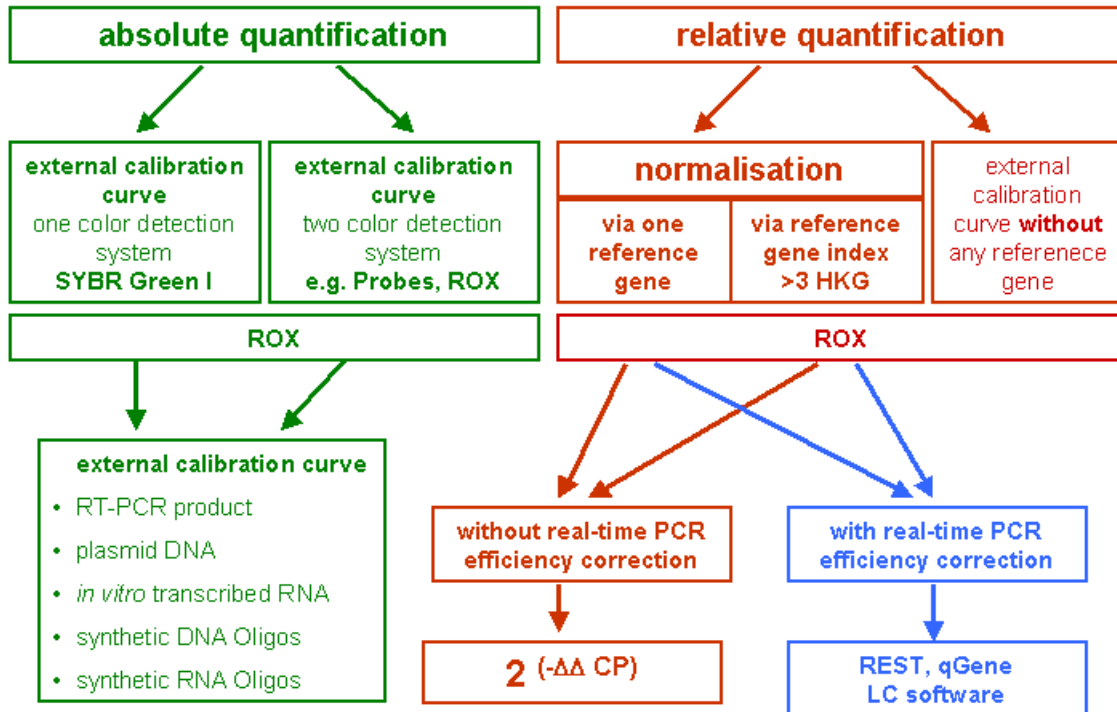 absolute quantification
relative quantification
external calibration
curve
one color detection
system
SYBR Green I
external calibration
curve
two color detection
system
e.g. Probes, ROX
normalisation
via one
reference
gene
via reference
gene index
>3 HKG
external
calibration
curve without
any referenece
gene
ROX
ROX
external calibration curve
• RT-PCR product
• plasmid DNA
• in vitro transcribed RNA
• synthetic DNA Oligos
• synthetic RNA Oligos
without real-time PCR
efficiency correction
with real-time PCR
efficiency correction
2 (-ΔΔ CP)
REST, qGene
LC software